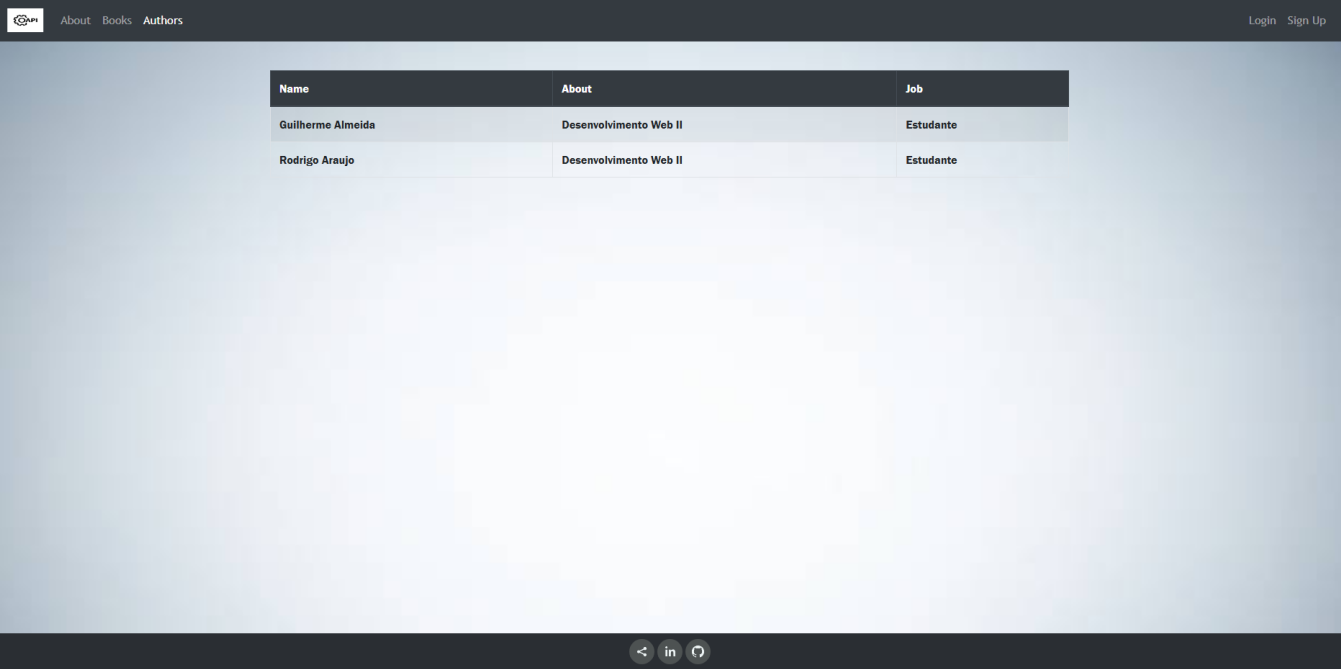 API About Books Authors Login Sign Up
Name About Job
Guilherme Almeida Desenvolvimento Web II Estudante
Rodrigo Araujo Desenvolvimento Web II Estudante
in